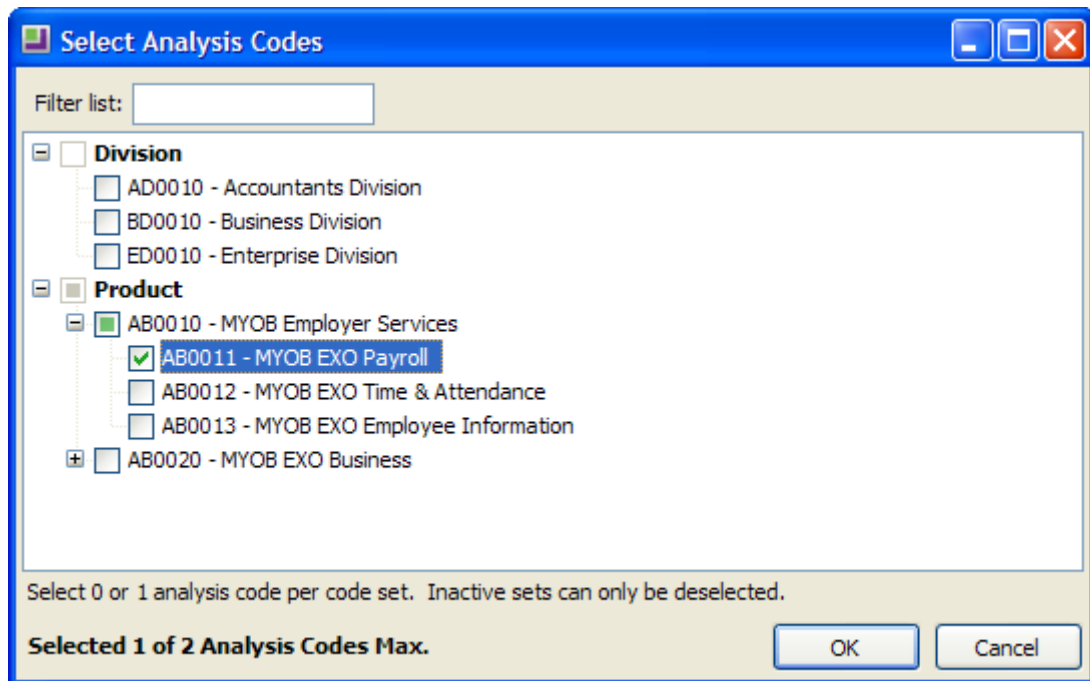 Select Analysis Codes
Filter list:
Division
AD0010 - Accountants Division
BD0010 - Business Division
ED0010 - Enterprise Division
Product
AB0010 - MYOB Employer Services
AB0011 - MYOB EXO Payroll
AB0012 - MYOB EXO Time & Attendance
AB0013 - MYOB EXO Employee Information
AB0020 - MYOB EXO Business
Select 0 or 1 analysis code per code set.  Inactive sets can only be deselected.
Selected 1 of 2 Analysis Codes Max.
OK Cancel